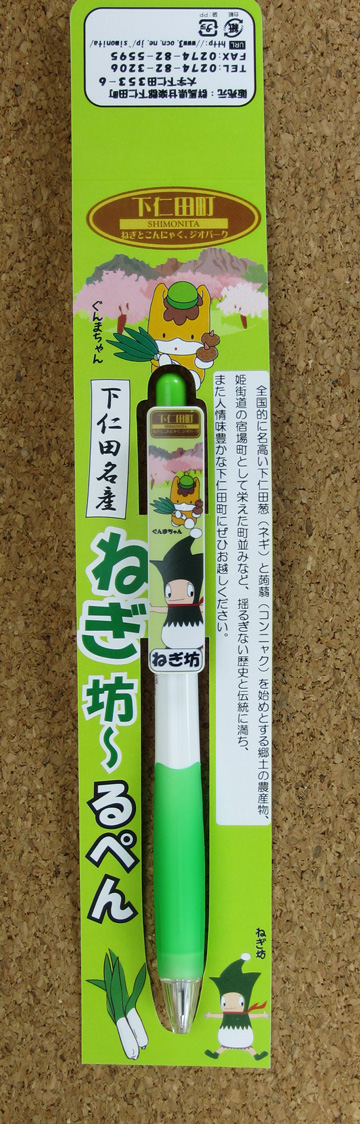 販売元：群馬県甘楽郡下仁田町
大字下仁田353-6
TEL:0274-82-3206
FAX:0274-82-5595
URL http://www3.ocn.ne.jp/~simonita/
下仁田町
SHIMONITA
ねぎとこんにゃく、ジオパーク
ぐんまちゃん
下仁田名産
ねぎ坊〜るぺん
全国的に名高い下仁田葱（ネギ）と蒟蒻（コンニャク）を始めとする郷土の農産物、
姫街道の宿場町として栄えた町並みなど、揺るぎない歴史と伝統に満ち、
また人情味豊かな下仁田町にぜひお越しください。
下仁田町
ぐんまちゃん
ねぎ坊
ねぎ坊